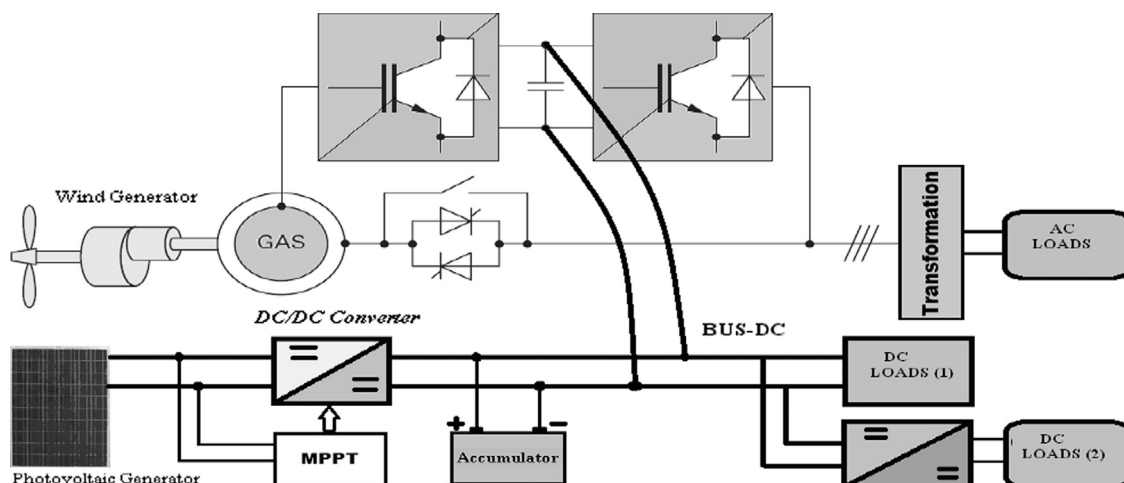 Wind Generator
GAS
Transformation
AC
LOADS
DC/DC Converter
BUS-DC
DC
LOADS (1)
+
−
MPPT
Accumulator
DC
LOADS (2)
Photovoltaic Generator